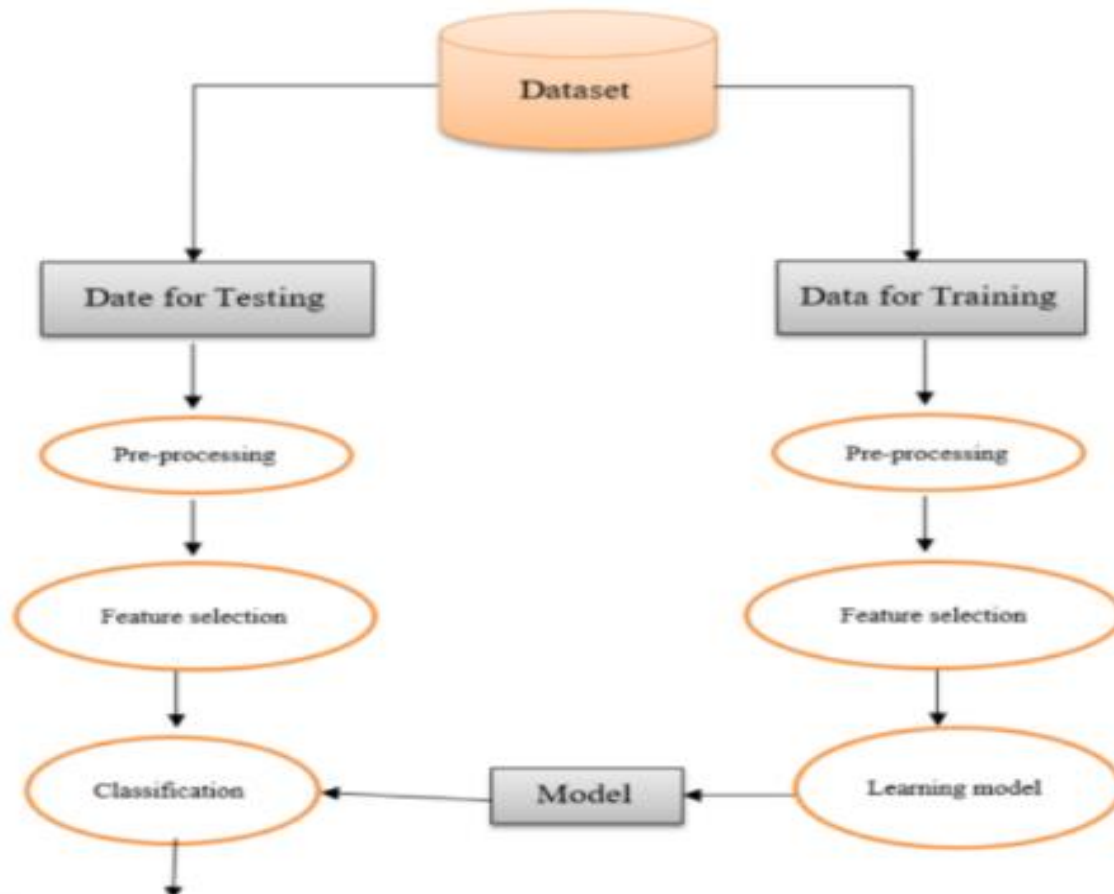 Dataset
Date for Testing
Data for Training
Pre-processing
Pre-processing
Feature selection
Feature selection
Classification
Model
Learning model